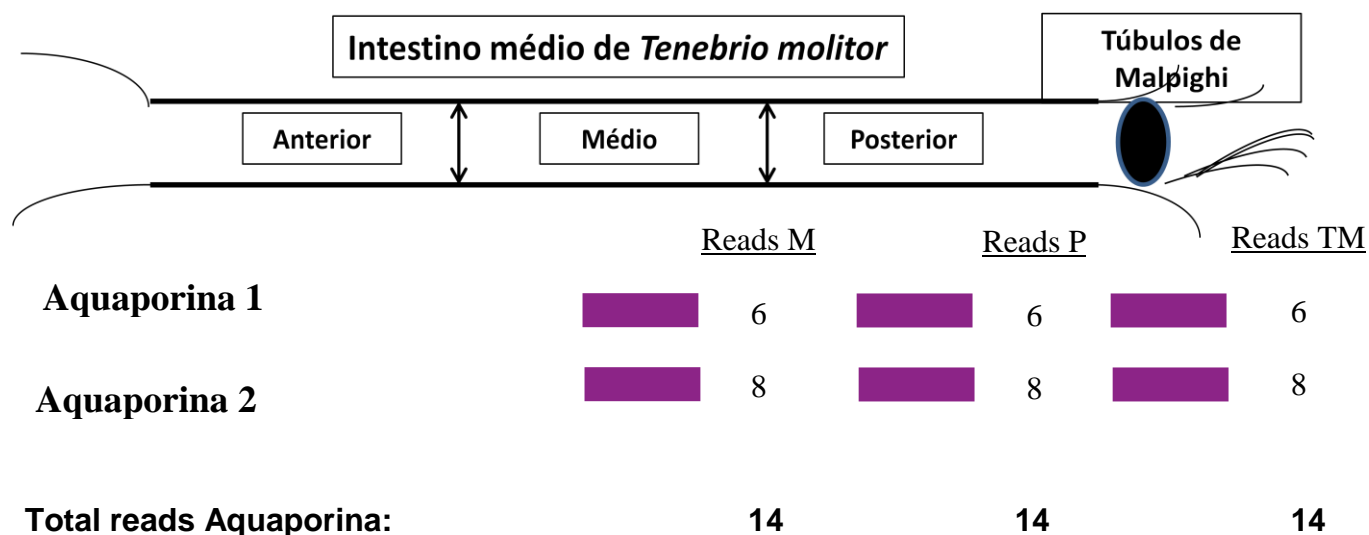 Intestino médio de Tenebrio molitor
Túbulos de
Malpighi
Anterior
Médio
Posterior
Reads M
Reads P
Reads TM
Aquaporina 1
6
6
6
Aquaporina 2
8
8
8
Total reads Aquaporina:
14
14
14